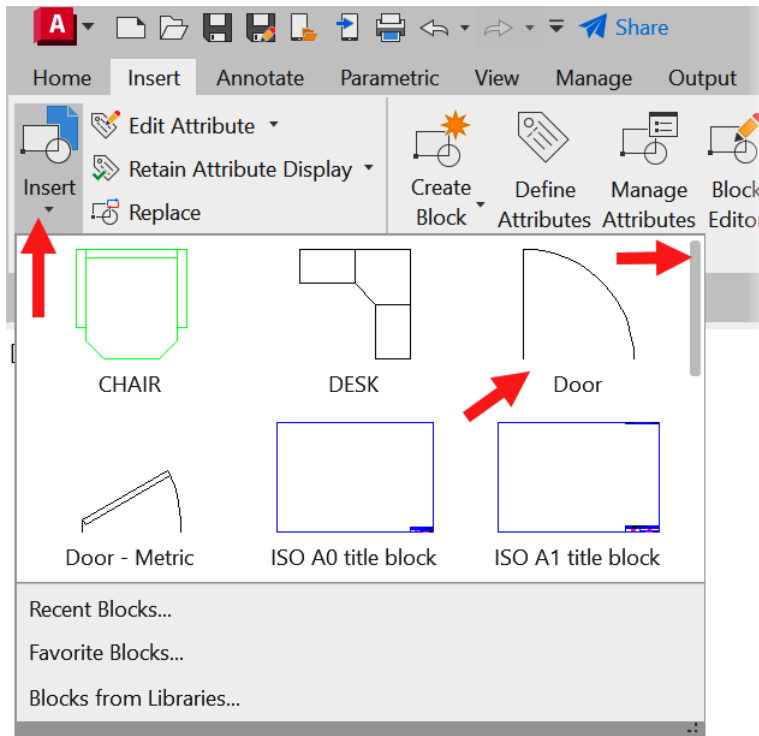 A
Share
Home Insert Annotate Parametric View Manage Output
Insert
Edit Attribute
Retain Attribute Display
Replace
Create
Block
Define
Attributes
Manage
Attributes
Block
Editor
CHAIR DESK Door
Door - Metric ISO A0 title block ISO A1 title block
Recent Blocks...
Favorite Blocks...
Blocks from Libraries...